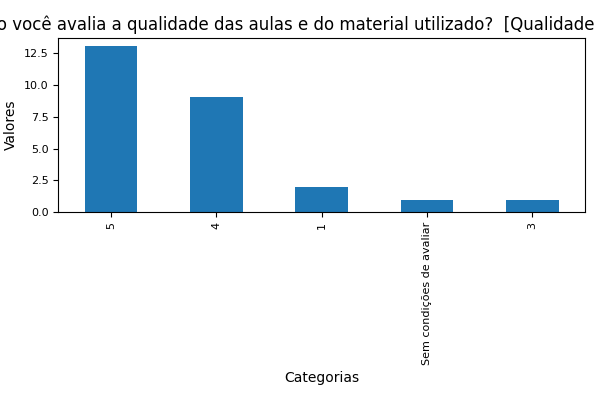 o você avalia a qualidade das aulas e do material utilizado? [Qualidade
Valores
12.5
10.0
7.5
5.0
2.5
0.0
5
4
1
Sem condições de avaliar
3
Categorias